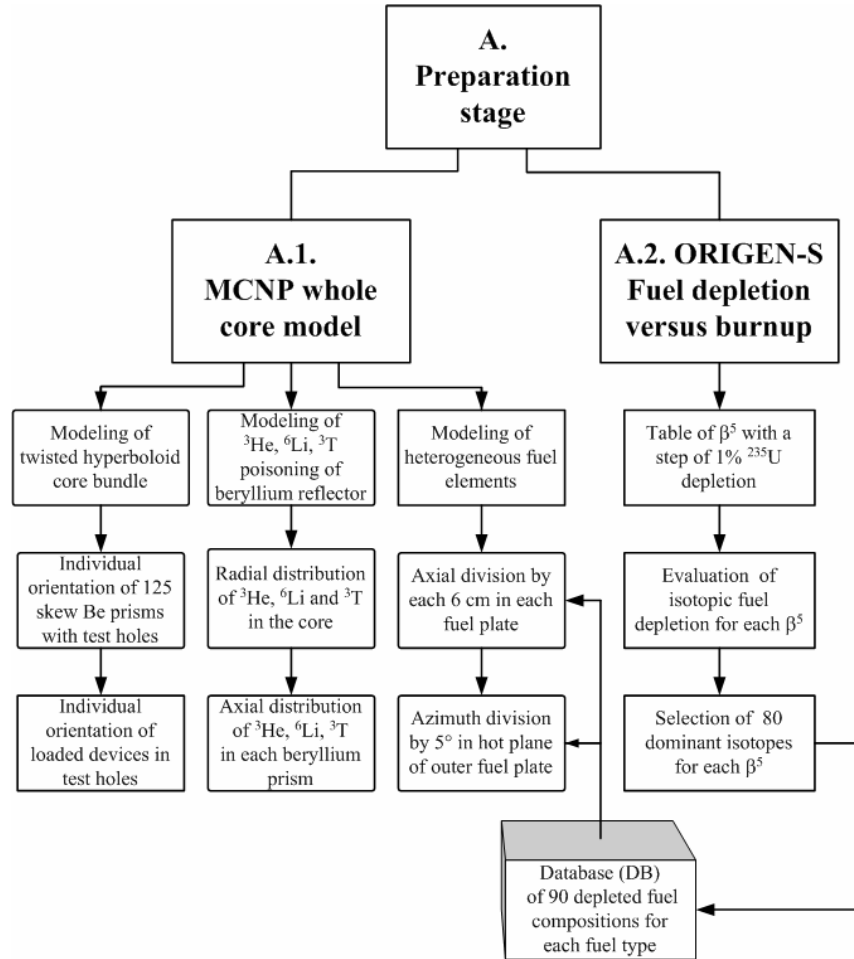 A.
Preparation
stage
A.1.
MCNP whole
core model
A.2. ORIGEN-S
Fuel depletion
versus burnup
Modeling of
twisted hyperboloid
core bundle
Individual
orientation of 125
skew Be prisms
with test holes
Individual
orientation of
loaded devices in
test holes
Modeling of
³He, ⁶Li, ³T
poisoning of
beryllium reflector
Radial distribution
of ³He, ⁶Li and ³T
in the core
Axial distribution
of ³He, ⁶Li, ³T
in each beryllium
prism
Modeling of
heterogeneous fuel
elements
Axial division by
each 6 cm in each
fuel plate
Azimuth division
by 5° in hot plane
of outer fuel plate
Table of β⁵ with a
step of 1% ²³⁵U
depletion
Evaluation of
isotopic fuel
depletion for each β⁵
Selection of 80
dominant isotopes
for each β⁵
Database (DB)
of 90 depleted fuel
compositions for
each fuel type